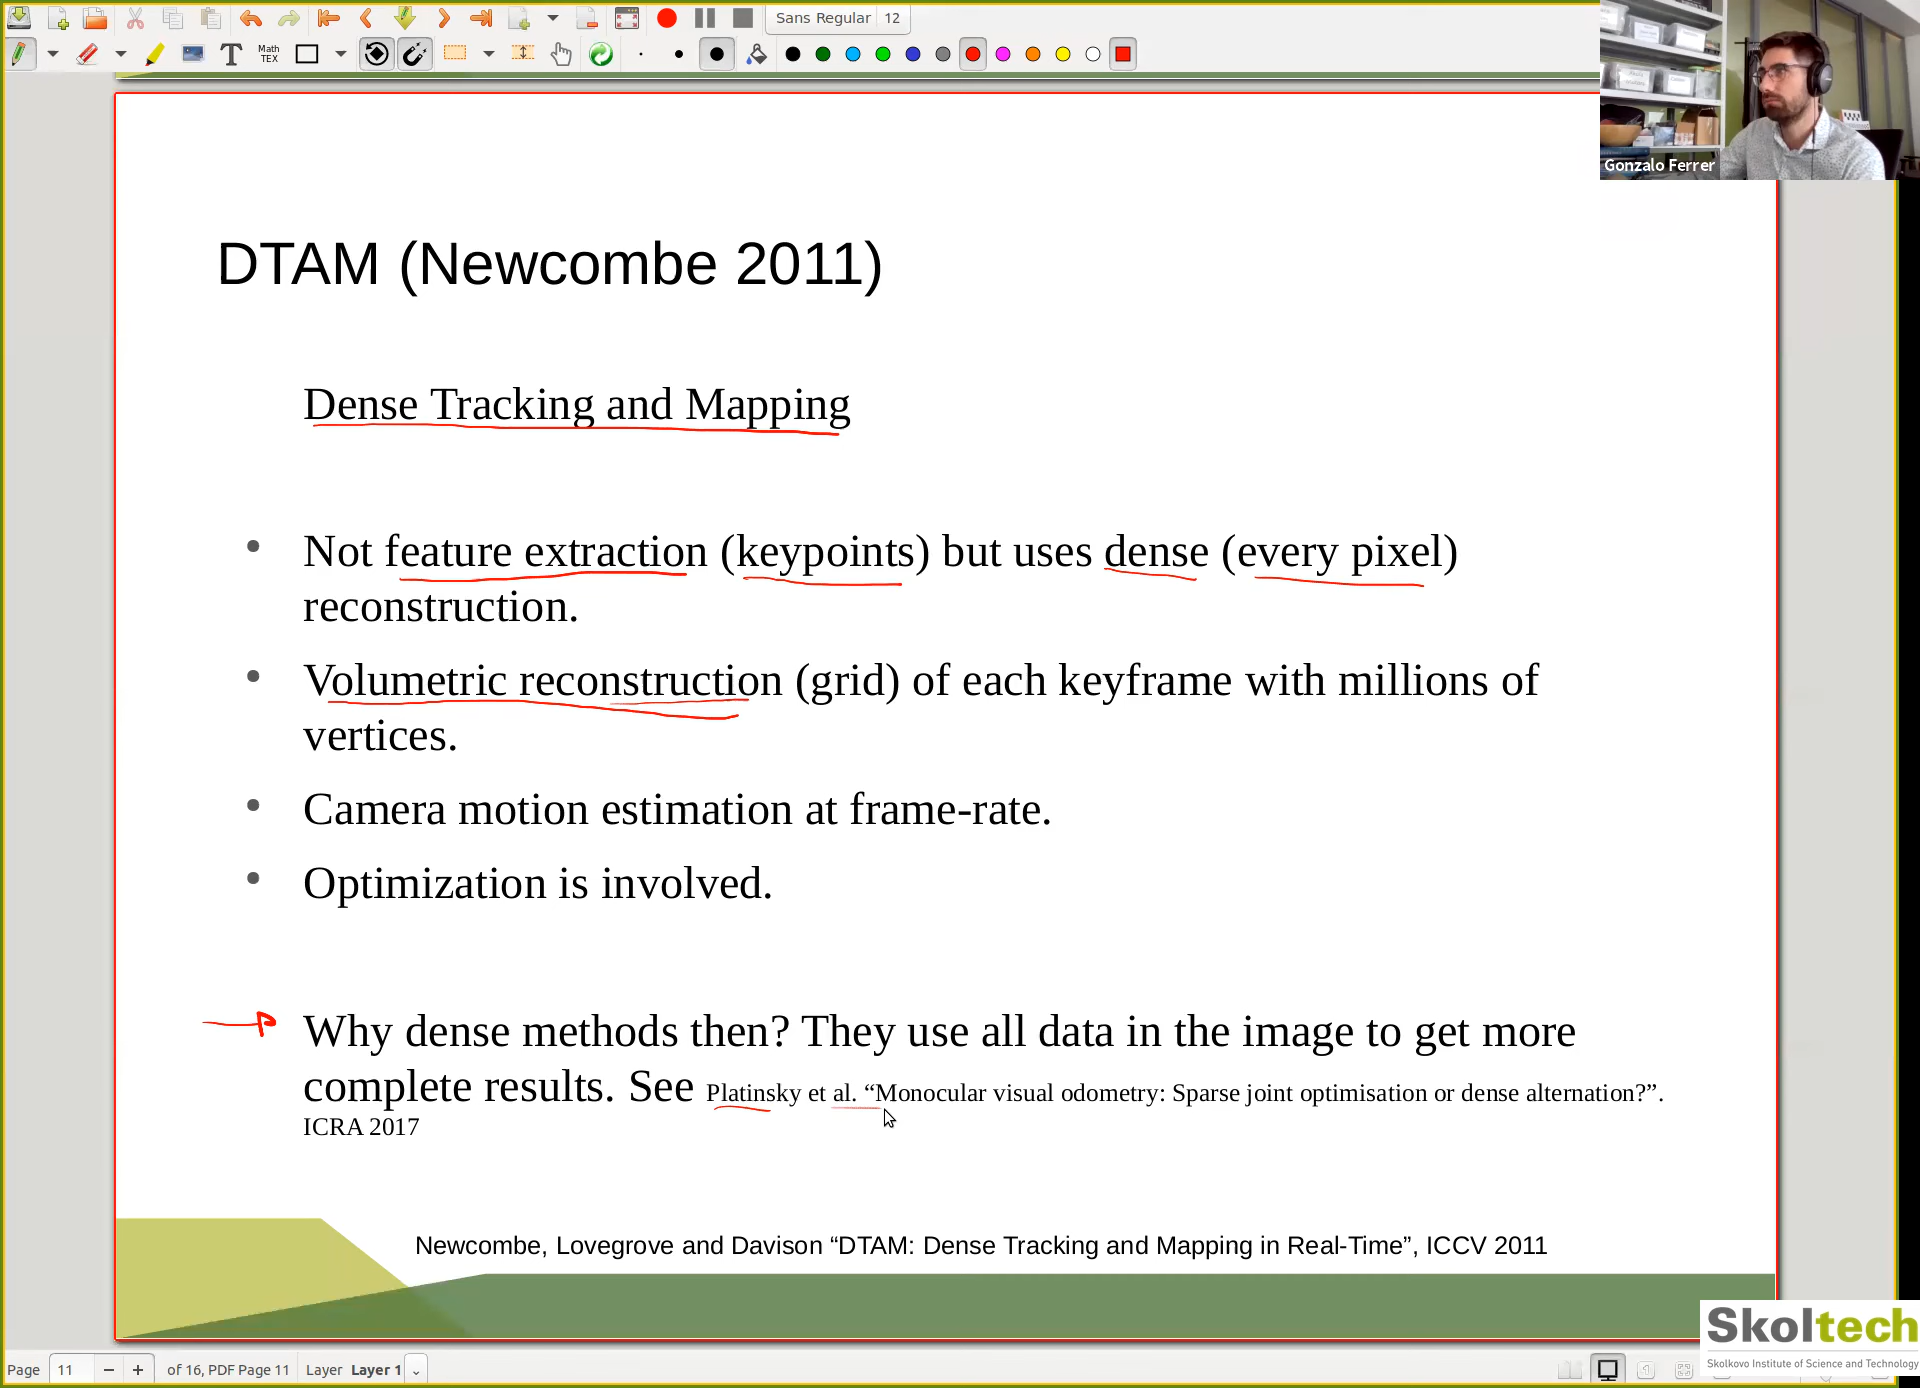 Sans Regular 12
Math
TEX
Gonzalo Ferrer
DTAM (Newcombe 2011)
Dense Tracking and Mapping
• Not feature extraction (keypoints) but uses dense (every pixel)
reconstruction.
• Volumetric reconstruction (grid) of each keyframe with millions of
vertices.
• Camera motion estimation at frame-rate.
• Optimization is involved.
Why dense methods then? They use all data in the image to get more
complete results. See Platinsky et al. “Monocular visual odometry: Sparse joint optimisation or dense alternation?”.
ICRA 2017
Newcombe, Lovegrove and Davison “DTAM: Dense Tracking and Mapping in Real-Time”, ICCV 2011
Skoltech
Skolkovo Institute of Science and Technology
Page 11 − + of 16, PDF Page 11 Layer Layer 1